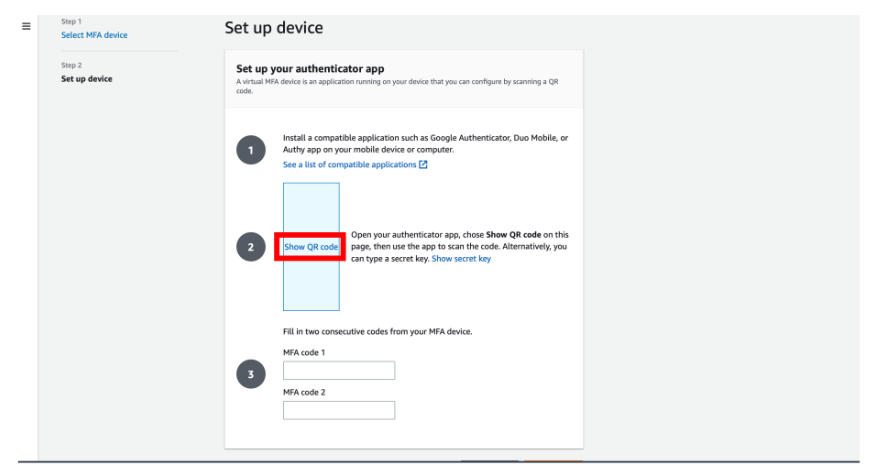 Step 1
Select MFA device
Step 2
Set up device
Set up device
Set up your authenticator app
A virtual MFA device is an application running on your device that you can configure by scanning a QR
code.
1
Install a compatible application such as Google Authenticator, Duo Mobile, or
Authy app on your mobile device or computer.
See a list of compatible applications
2
Show QR code
Open your authenticator app, chose Show QR code on this
page, then use the app to scan the code. Alternatively, you
can type a secret key. Show secret key
3
Fill in two consecutive codes from your MFA device.
MFA code 1
MFA code 2